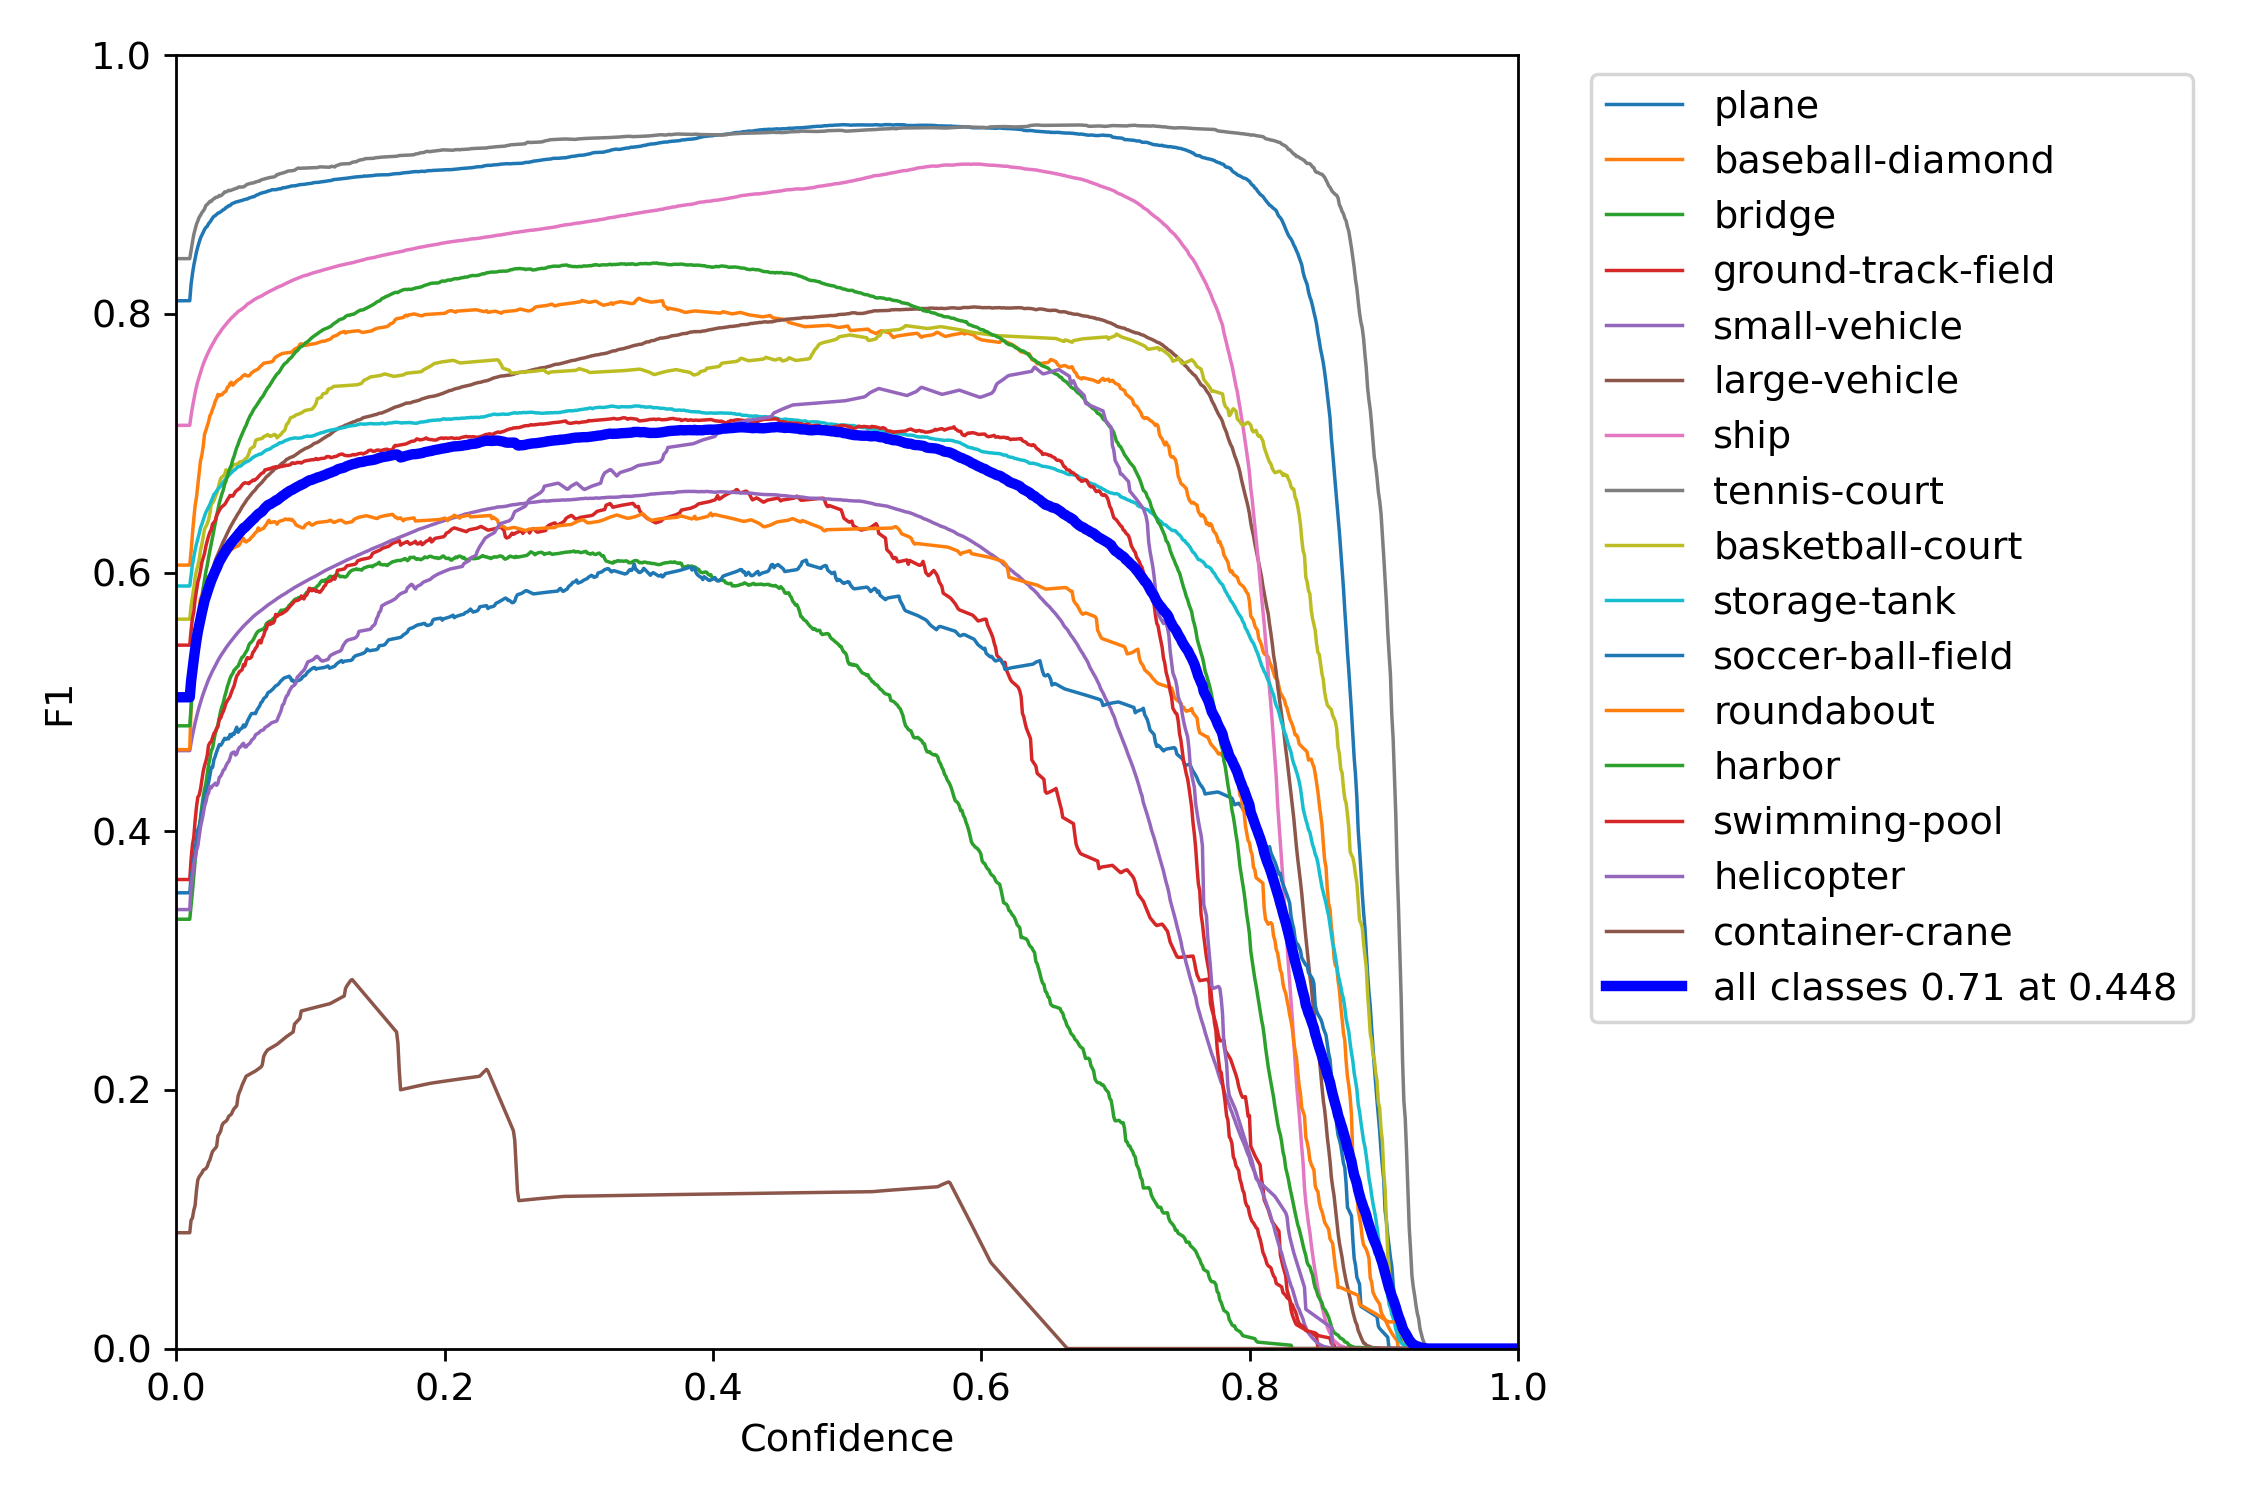 1.0
0.8
0.6
0.4
0.2
0.0
F1
0.0 0.2 0.4 0.6 0.8 1.0
Confidence
plane
baseball-diamond
bridge
ground-track-field
small-vehicle
large-vehicle
ship
tennis-court
basketball-court
storage-tank
soccer-ball-field
roundabout
harbor
swimming-pool
helicopter
container-crane
all classes 0.71 at 0.448